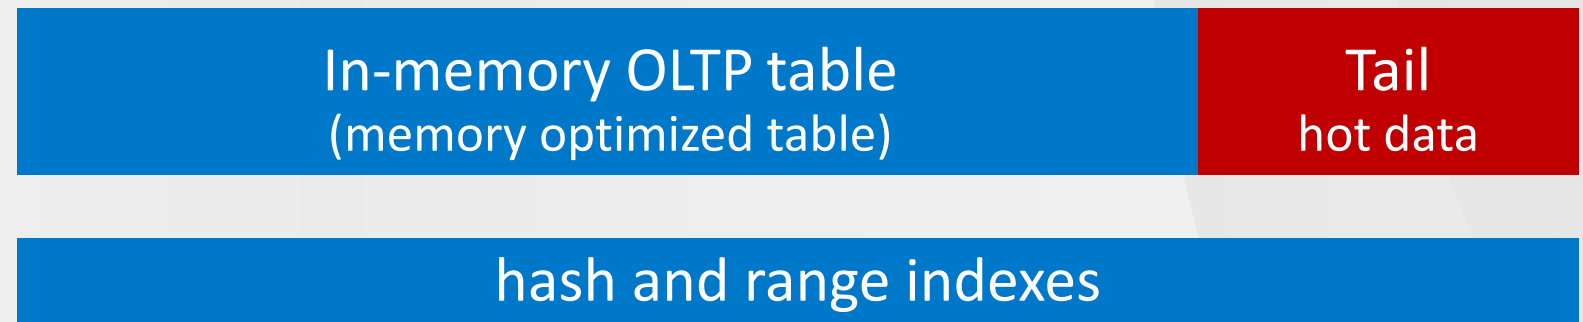 In-memory OLTP table
(memory optimized table)
Tail
hot data
hash and range indexes